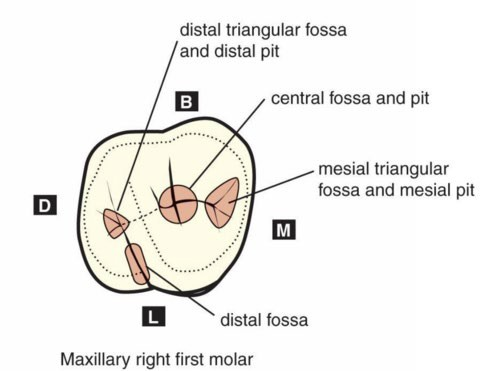 distal triangular fossa
and distal pit
B
central fossa and pit
mesial triangular
fossa and mesial pit
D
M
L
distal fossa
Maxillary right first molar